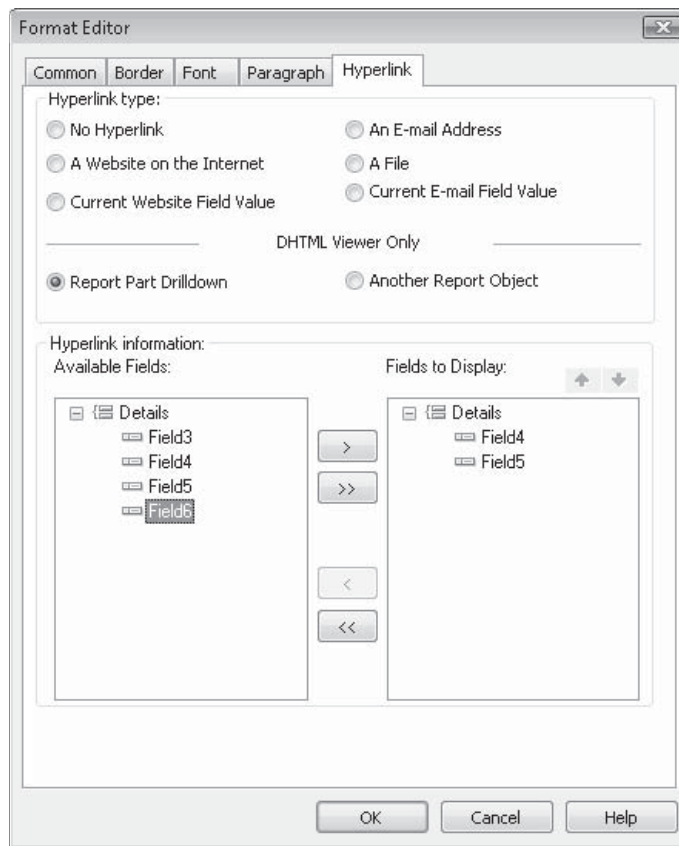 Format Editor
Common Border Font Paragraph Hyperlink
Hyperlink type:
No Hyperlink
An E-mail Address
A Website on the Internet
A File
Current Website Field Value
Current E-mail Field Value
DHTML Viewer Only
Report Part Drilldown
Another Report Object
Hyperlink information:
Available Fields:
Fields to Display:
Details
Field3
Field4
Field5
Field6
>
>>
<
<<
Details
Field4
Field5
OK Cancel Help